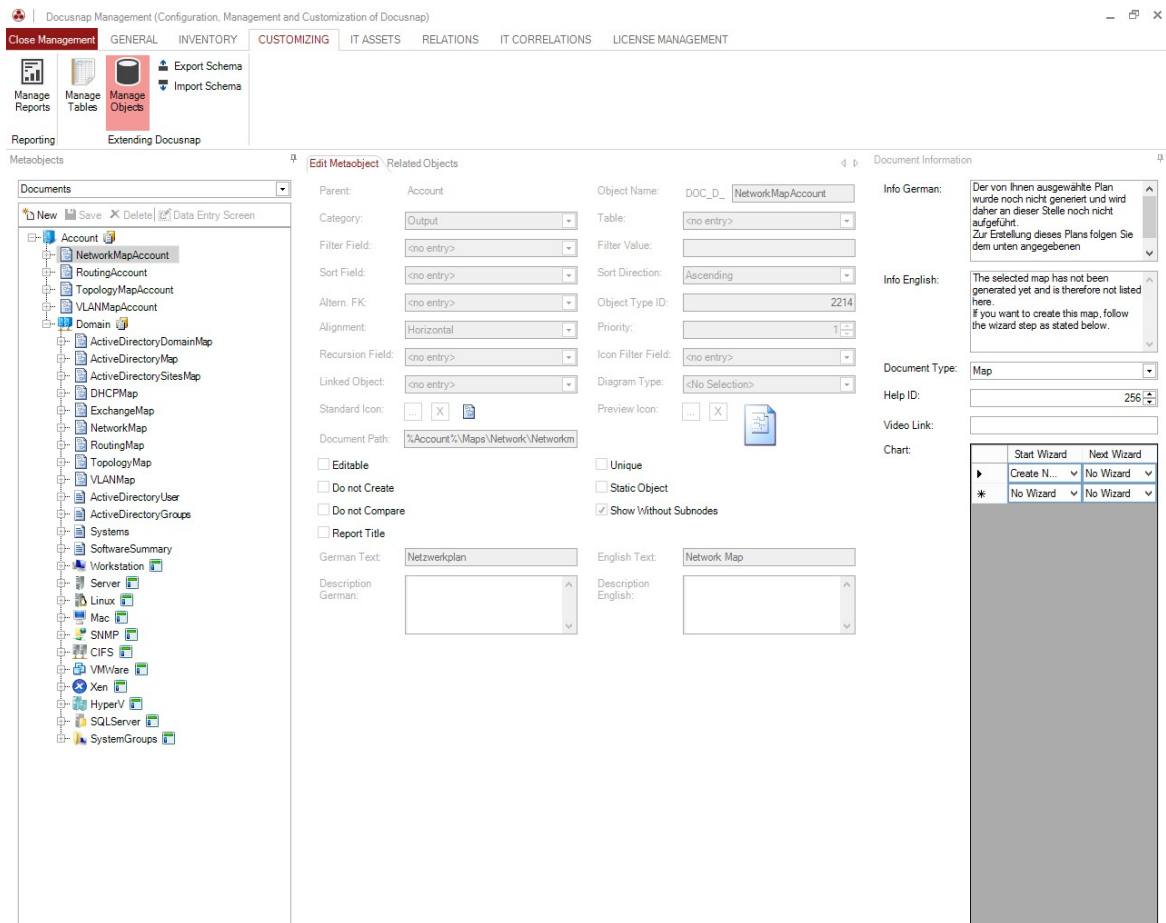 Docusnap Management (Configuration, Management and Customization of Docusnap)
Close Management GENERAL INVENTORY CUSTOMIZING IT ASSETS RELATIONS IT CORRELATIONS LICENSE MANAGEMENT
Manage Reports
Manage Tables
Manage Objects
Export Schema
Import Schema
Reporting
Extending Docusnap
Metaobjects
Documents
New Save Delete Data Entry Screen
Account
NetworkMapAccount
RoutingAccount
TopologyMapAccount
VLANMapAccount
Domain
ActiveDirectoryDomainMap
ActiveDirectoryMap
ActiveDirectorySitesMap
DHCPMap
ExchangeMap
NetworkMap
RoutingMap
TopologyMap
VLANMap
ActiveDirectoryUser
ActiveDirectoryGroups
Systems
SoftwareSummary
Workstation
Server
Linux
Mac
SNMP
CIFS
VMWare
Xen
HyperV
SQLServer
SystemGroups
Edit Metaobject Related Objects
Parent: Account Object Name: DOC_D_ NetworkMapAccount
Category: Output Table: <no entry>
Filter Field: <no entry> Filter Value:
Sort Field: <no entry> Sort Direction: Ascending
Altern. FK: <no entry> Object Type ID: 2214
Alignment: Horizontal Priority: 1
Recursion Field: <no entry> Icon Filter Field: <no entry>
Linked Object: <no entry> Diagram Type: <No Selection>
Standard Icon: ... X Preview Icon: ... X
Document Path: %Account%\Maps\Network\Networkm
Editable Unique
Do not Create Static Object
Do not Compare Show Without Subnodes
Report Title
German Text: Netzwerkplan English Text: Network Map
Description German: Description English:
Document Information
Info German:
Der von Ihnen ausgewählte Plan
wurde noch nicht generiert und wird
daher an dieser Stelle noch nicht
aufgeführt.
Zur Erstellung dieses Plans folgen Sie
dem unten angegebenen
Info English:
The selected map has not been
generated yet and is therefore not listed
here.
If you want to create this map, follow
the wizard step as stated below.
Document Type: Map
Help ID: 256
Video Link:
Chart:
Start Wizard Next Wizard
Create N... No Wizard
No Wizard No Wizard